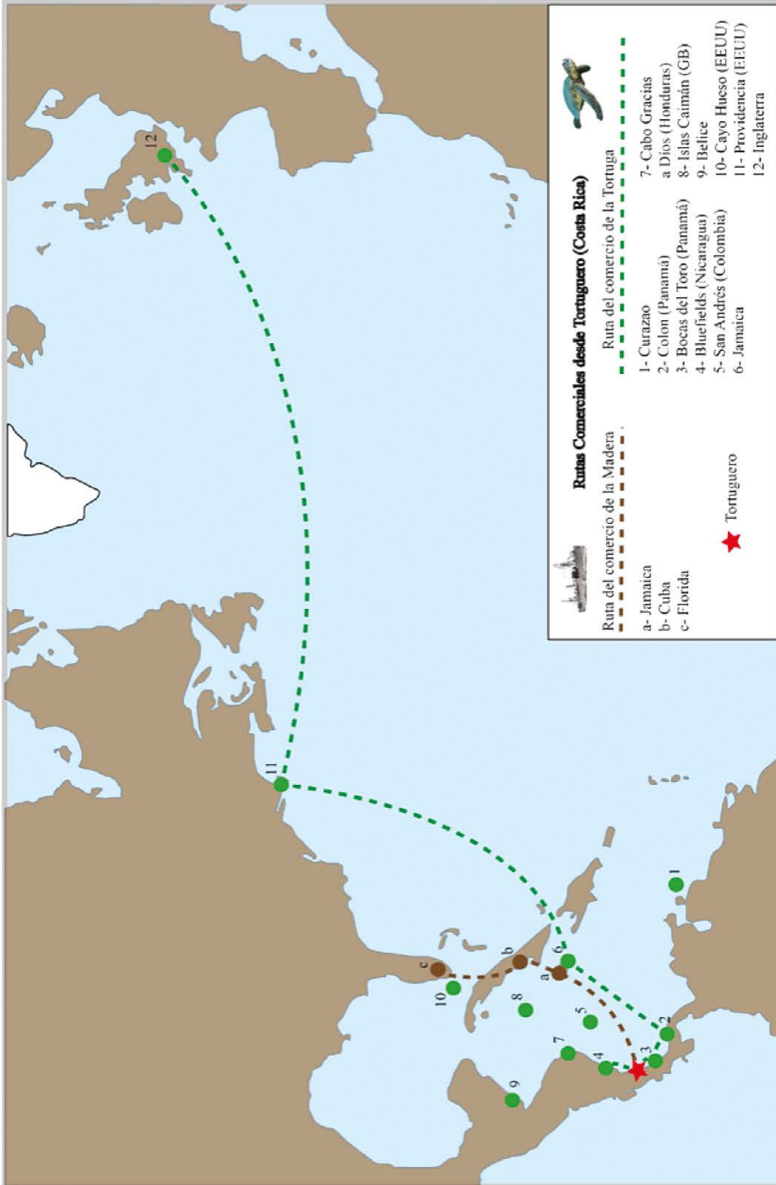 12
11
c
10
b
6
a
8
5
7
4
9
3
2
1
Rutas Comerciales desde Tortuguero (Costa Rica)
Ruta del comercio de la Madera
a- Jamaica
b- Cuba
c- Florida
Tortuguero
Ruta del comercio de la Tortuga
1- Curazao
2- Colon (Panamá)
3- Bocas del Toro (Panamá)
4- Bluefields (Nicaragua)
5- San Andrés (Colombia)
6- Jamaica
7- Cabo Gracias
a Dios (Honduras)
8- Islas Caimán (GB)
9- Belice
10- Cayo Hueso (EEUU)
11- Providencia (EEUU)
12- Inglaterra